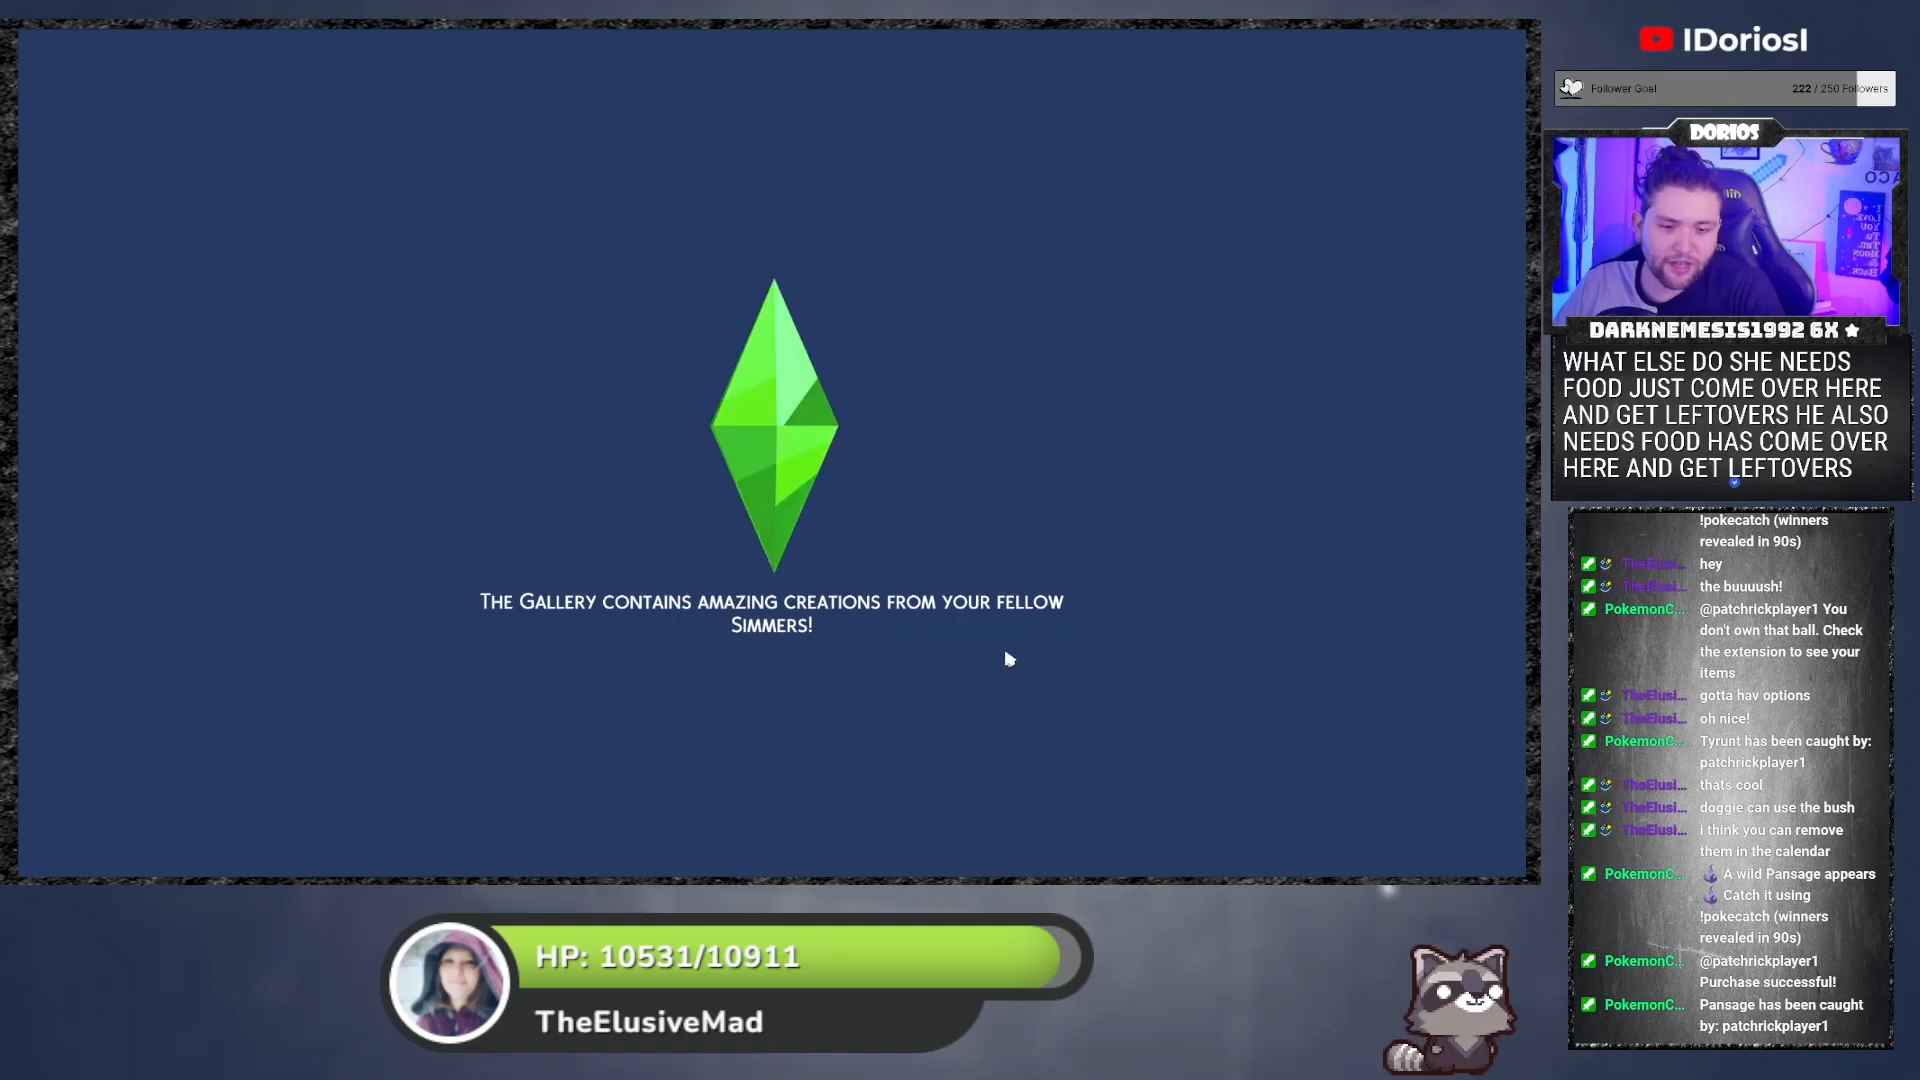 IDoriosI
Follower Goal 222 / 250 Followers
DORIOS
DARKNEMESIS1992 6X
WHAT ELSE DO SHE NEEDS
FOOD JUST COME OVER HERE
AND GET LEFTOVERS HE ALSO
NEEDS FOOD HAS COME OVER
HERE AND GET LEFTOVERS
THE GALLERY CONTAINS AMAZING CREATIONS FROM YOUR FELLOW
SIMMERS!
!pokecatch (winners
revealed in 90s)
TheElusi... hey
TheElusi... the buuuush!
PokemonC... @patchrickplayer1 You
don't own that ball. Check
the extension to see your
items
TheElusi... gotta hav options
TheElusi... oh nice!
PokemonC... Tyrunt has been caught by:
patchrickplayer1
TheElusi... thats cool
TheElusi... doggie can use the bush
TheElusi... i think you can remove
them in the calendar
PokemonC... A wild Pansage appears
Catch it using
!pokecatch (winners
revealed in 90s)
PokemonC... @patchrickplayer1
Purchase successful!
PokemonC... Pansage has been caught
by: patchrickplayer1
HP: 10531/10911
TheElusiveMad